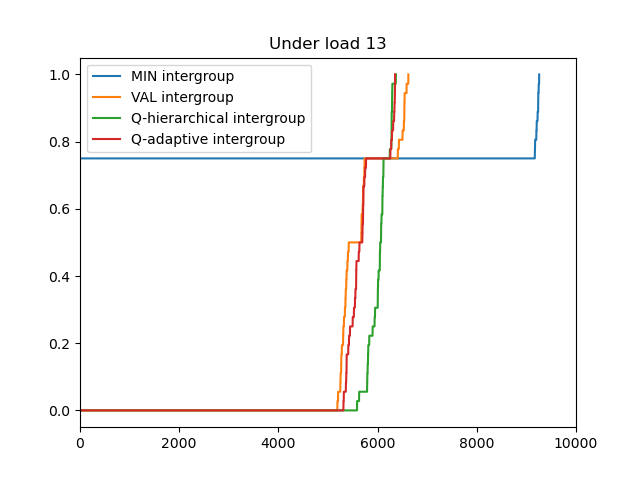 Under load 13
1.0
0.8
0.6
0.4
0.2
0.0
MIN intergroup
VAL intergroup
Q-hierarchical intergroup
Q-adaptive intergroup
0 2000 4000 6000 8000 10000